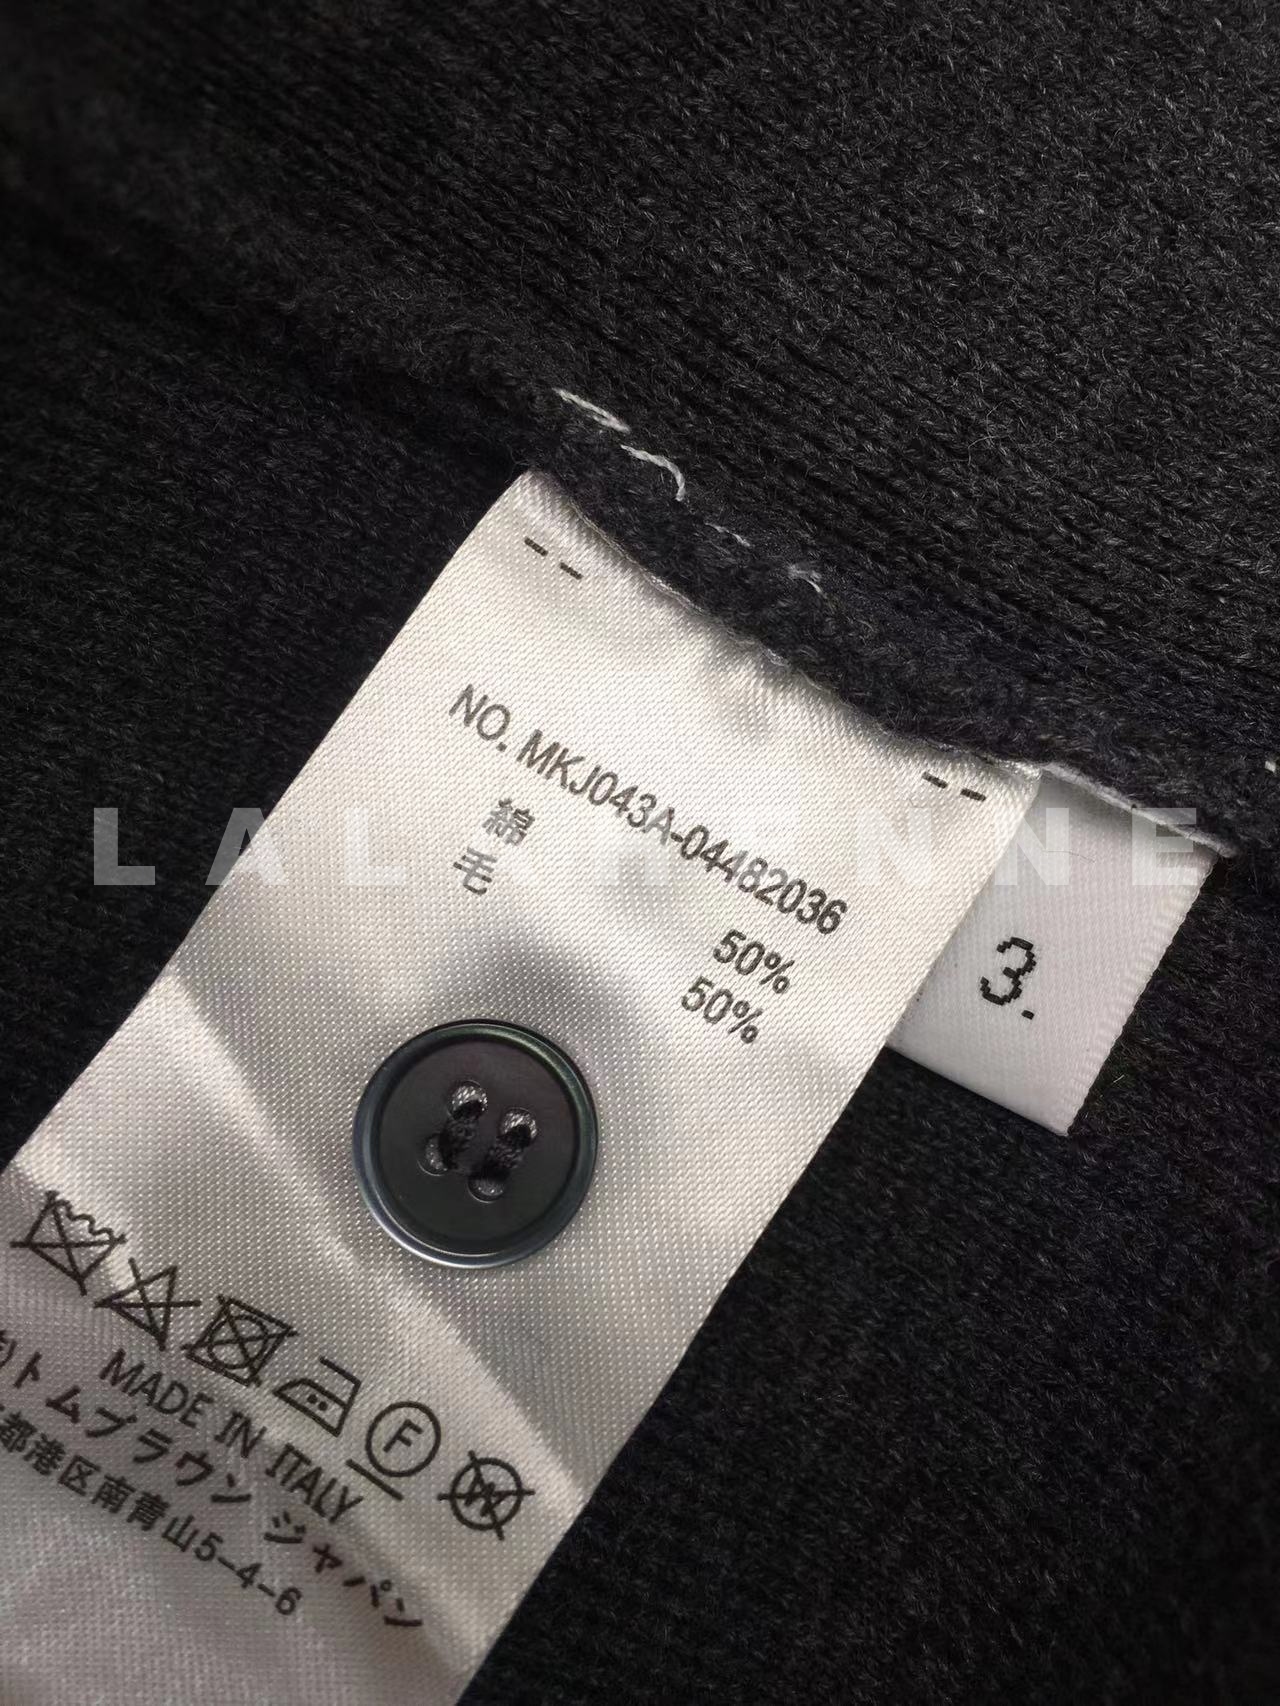 NO. MKJ043A-04482036
綿 50%
毛 50%
3.
MADE IN ITALY
トムブラウン ジャパン
都港区南青山5-4-6
F
W